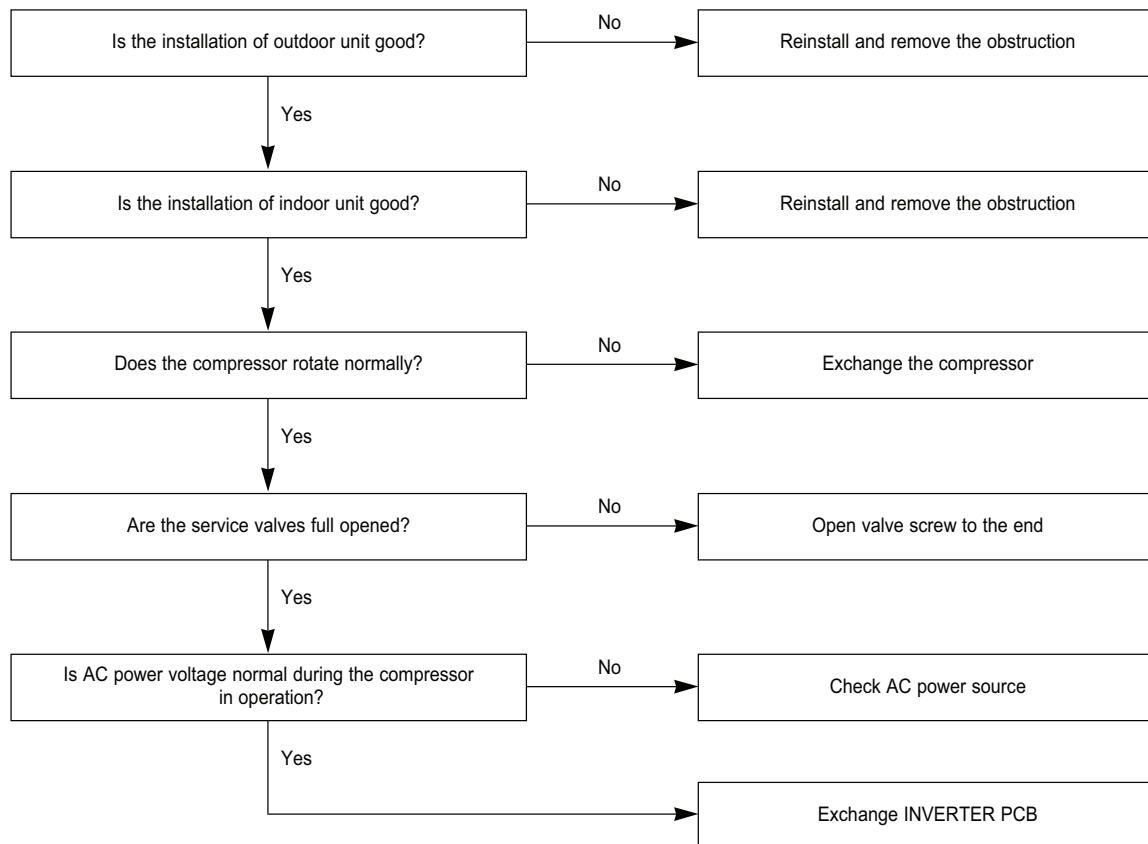 Is the installation of outdoor unit good?
No
Reinstall and remove the obstruction
Yes
Is the installation of indoor unit good?
No
Reinstall and remove the obstruction
Yes
Does the compressor rotate normally?
No
Exchange the compressor
Yes
Are the service valves full opened?
No
Open valve screw to the end
Yes
Is AC power voltage normal during the compressor
in operation?
No
Check AC power source
Yes
Exchange INVERTER PCB